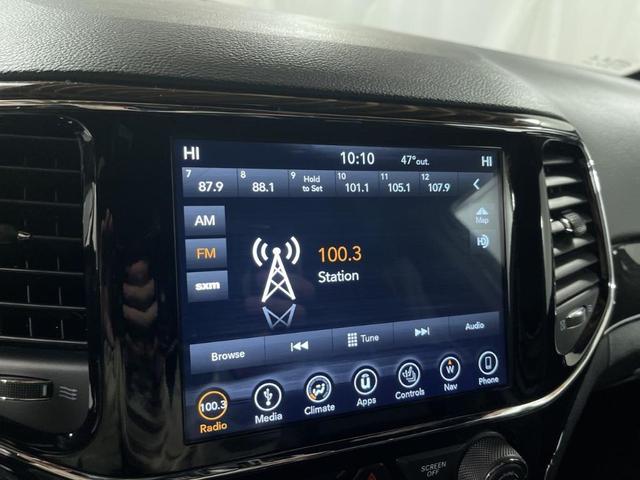 HI 10:10 47°out. HI
7 8 9 Hold 10 11 12
87.9 88.1 to Set 101.1 105.1 107.9
AM
Map
FM 100.3 HD
Station
sxm
Browse Tune Audio
100.3 W
Radio Media Climate Apps Controls Nav Phone
SCREEN
OFF